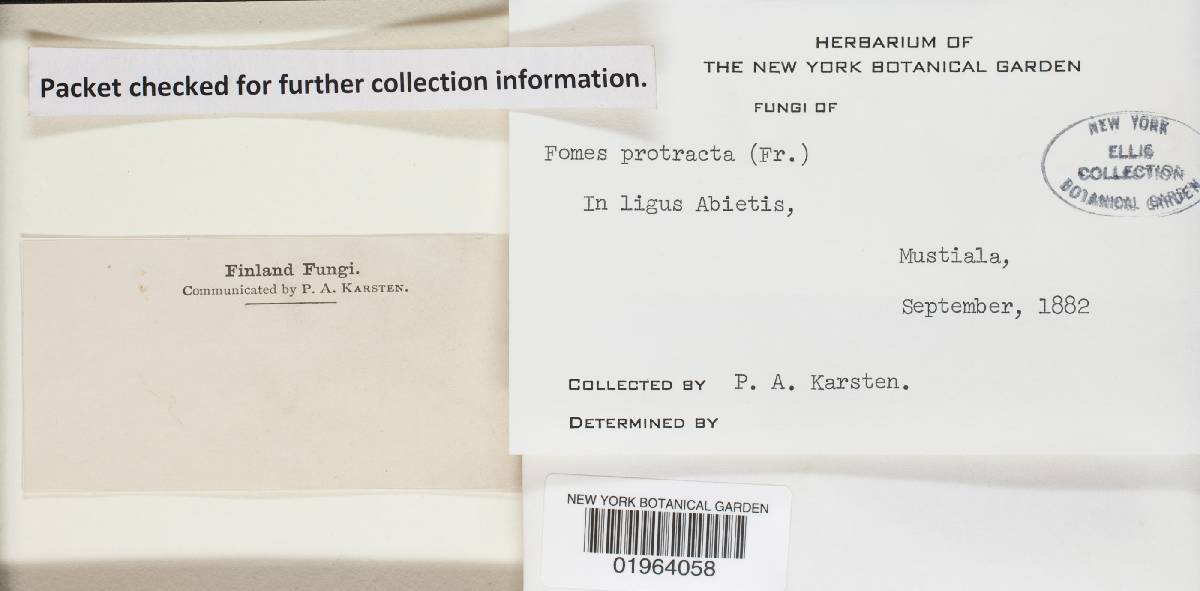 Packet checked for further collection information.
Finland Fungi.
Communicated by P. A. KARSTEN.
HERBARIUM OF
THE NEW YORK BOTANICAL GARDEN
FUNGI OF
Fomes protracta (Fr.)
In ligus Abietis,
Mustiala,
September, 1882
COLLECTED BY P. A. Karsten.
DETERMINED BY
NEW YORK
ELLIS
COLLECTION
BOTANICAL GARDEN
NEW YORK BOTANICAL GARDEN
01964058